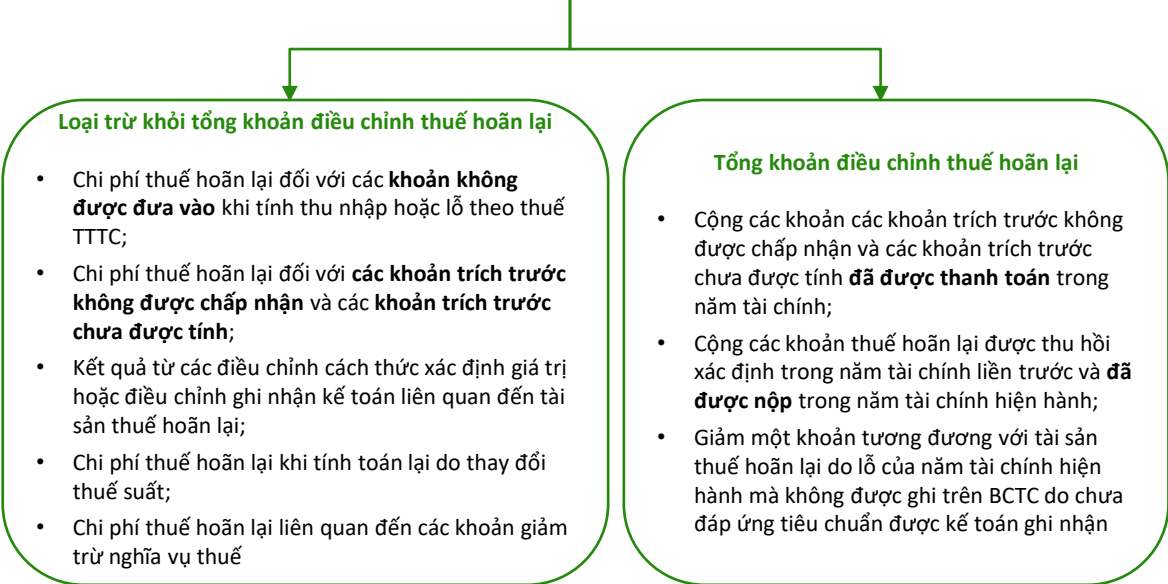 Loại trừ khỏi tổng khoản điều chỉnh thuế hoãn lại
• Chi phí thuế hoãn lại đối với các khoản không
được đưa vào khi tính thu nhập hoặc lỗ theo thuế
TTTC;
• Chi phí thuế hoãn lại đối với các khoản trích trước
không được chấp nhận và các khoản trích trước
chưa được tính;
• Kết quả từ các điều chỉnh cách thức xác định giá trị
hoặc điều chỉnh ghi nhận kế toán liên quan đến tài
sản thuế hoãn lại;
• Chi phí thuế hoãn lại khi tính toán lại do thay đổi
thuế suất;
• Chi phí thuế hoãn lại liên quan đến các khoản giảm
trừ nghĩa vụ thuế
Tổng khoản điều chỉnh thuế hoãn lại
• Cộng các khoản các khoản trích trước không
được chấp nhận và các khoản trích trước
chưa được tính đã được thanh toán trong
năm tài chính;
• Cộng các khoản thuế hoãn lại được thu hồi
xác định trong năm tài chính liền trước và đã
được nộp trong năm tài chính hiện hành;
• Giảm một khoản tương đương với tài sản
thuế hoãn lại do lỗ của năm tài chính hiện
hành mà không được ghi trên BCTC do chưa
đáp ứng tiêu chuẩn được kế toán ghi nhận